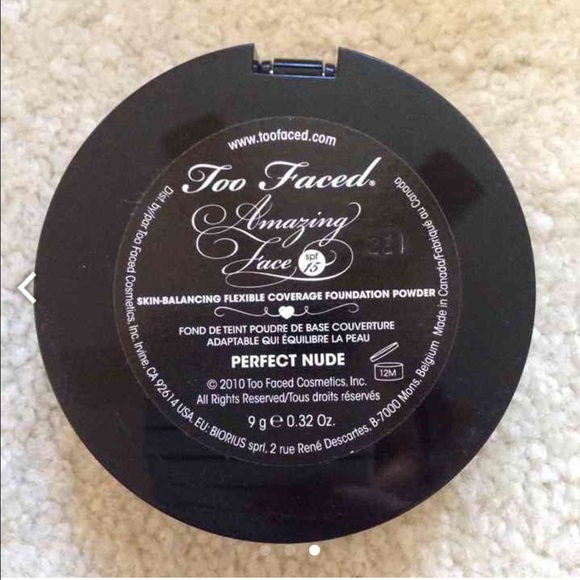 www.toofaced.com
Too Faced®
Amazing
Face spf 15
SKIN-BALANCING FLEXIBLE COVERAGE FOUNDATION POWDER
FOND DE TEINT POUDRE DE BASE COUVERTURE
ADAPTABLE QUI ÉQUILIBRE LA PEAU
PERFECT NUDE
12M
© 2010 Too Faced Cosmetics, Inc.
All Rights Reserved/Tous droits réservés
9 g e 0.32 Oz.
Dist. by/par Too Faced Cosmetics, Inc. Irvine, CA 92614 USA. EU: BIORIUS sprl, 2 rue René Descartes, B-7000 Mons, Belgium Made in Canada/Fabriqué au Canada